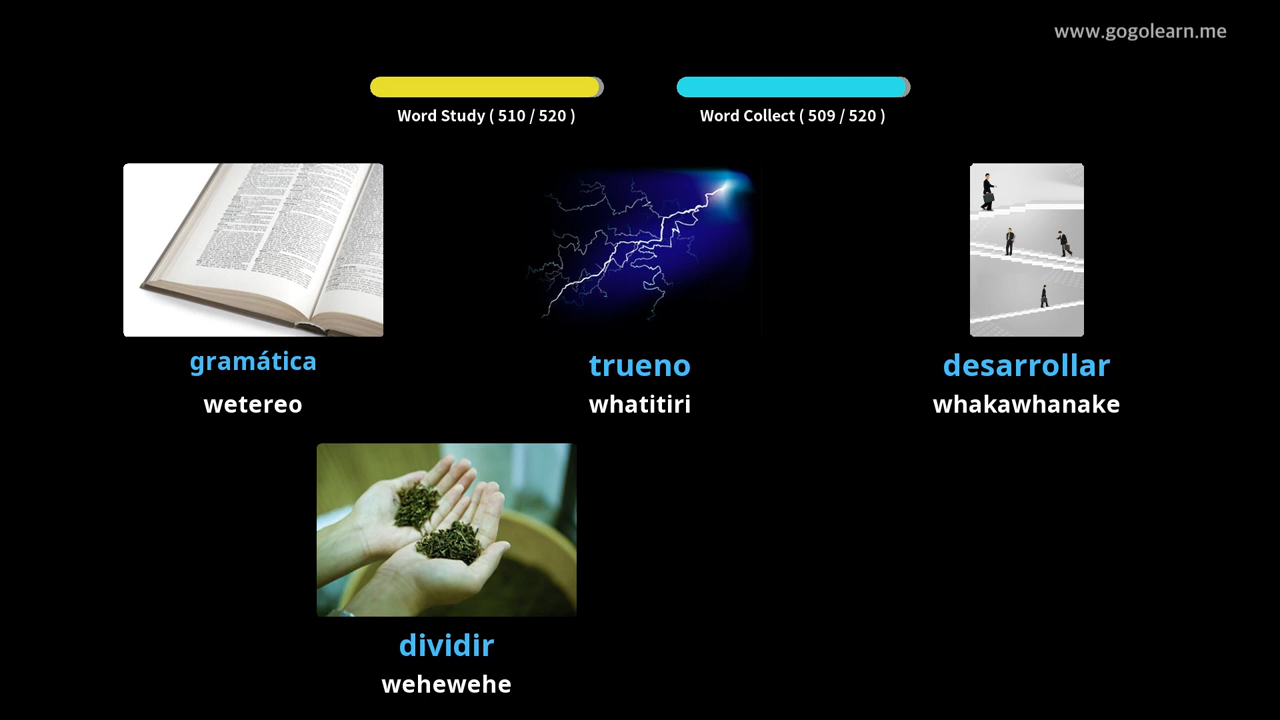 www.gogolearn.me
Word Study ( 510 / 520 )
Word Collect ( 509 / 520 )
gramática
trueno
desarrollar
wetereo
whatitiri
whakawhanake
dividir
wehewehe